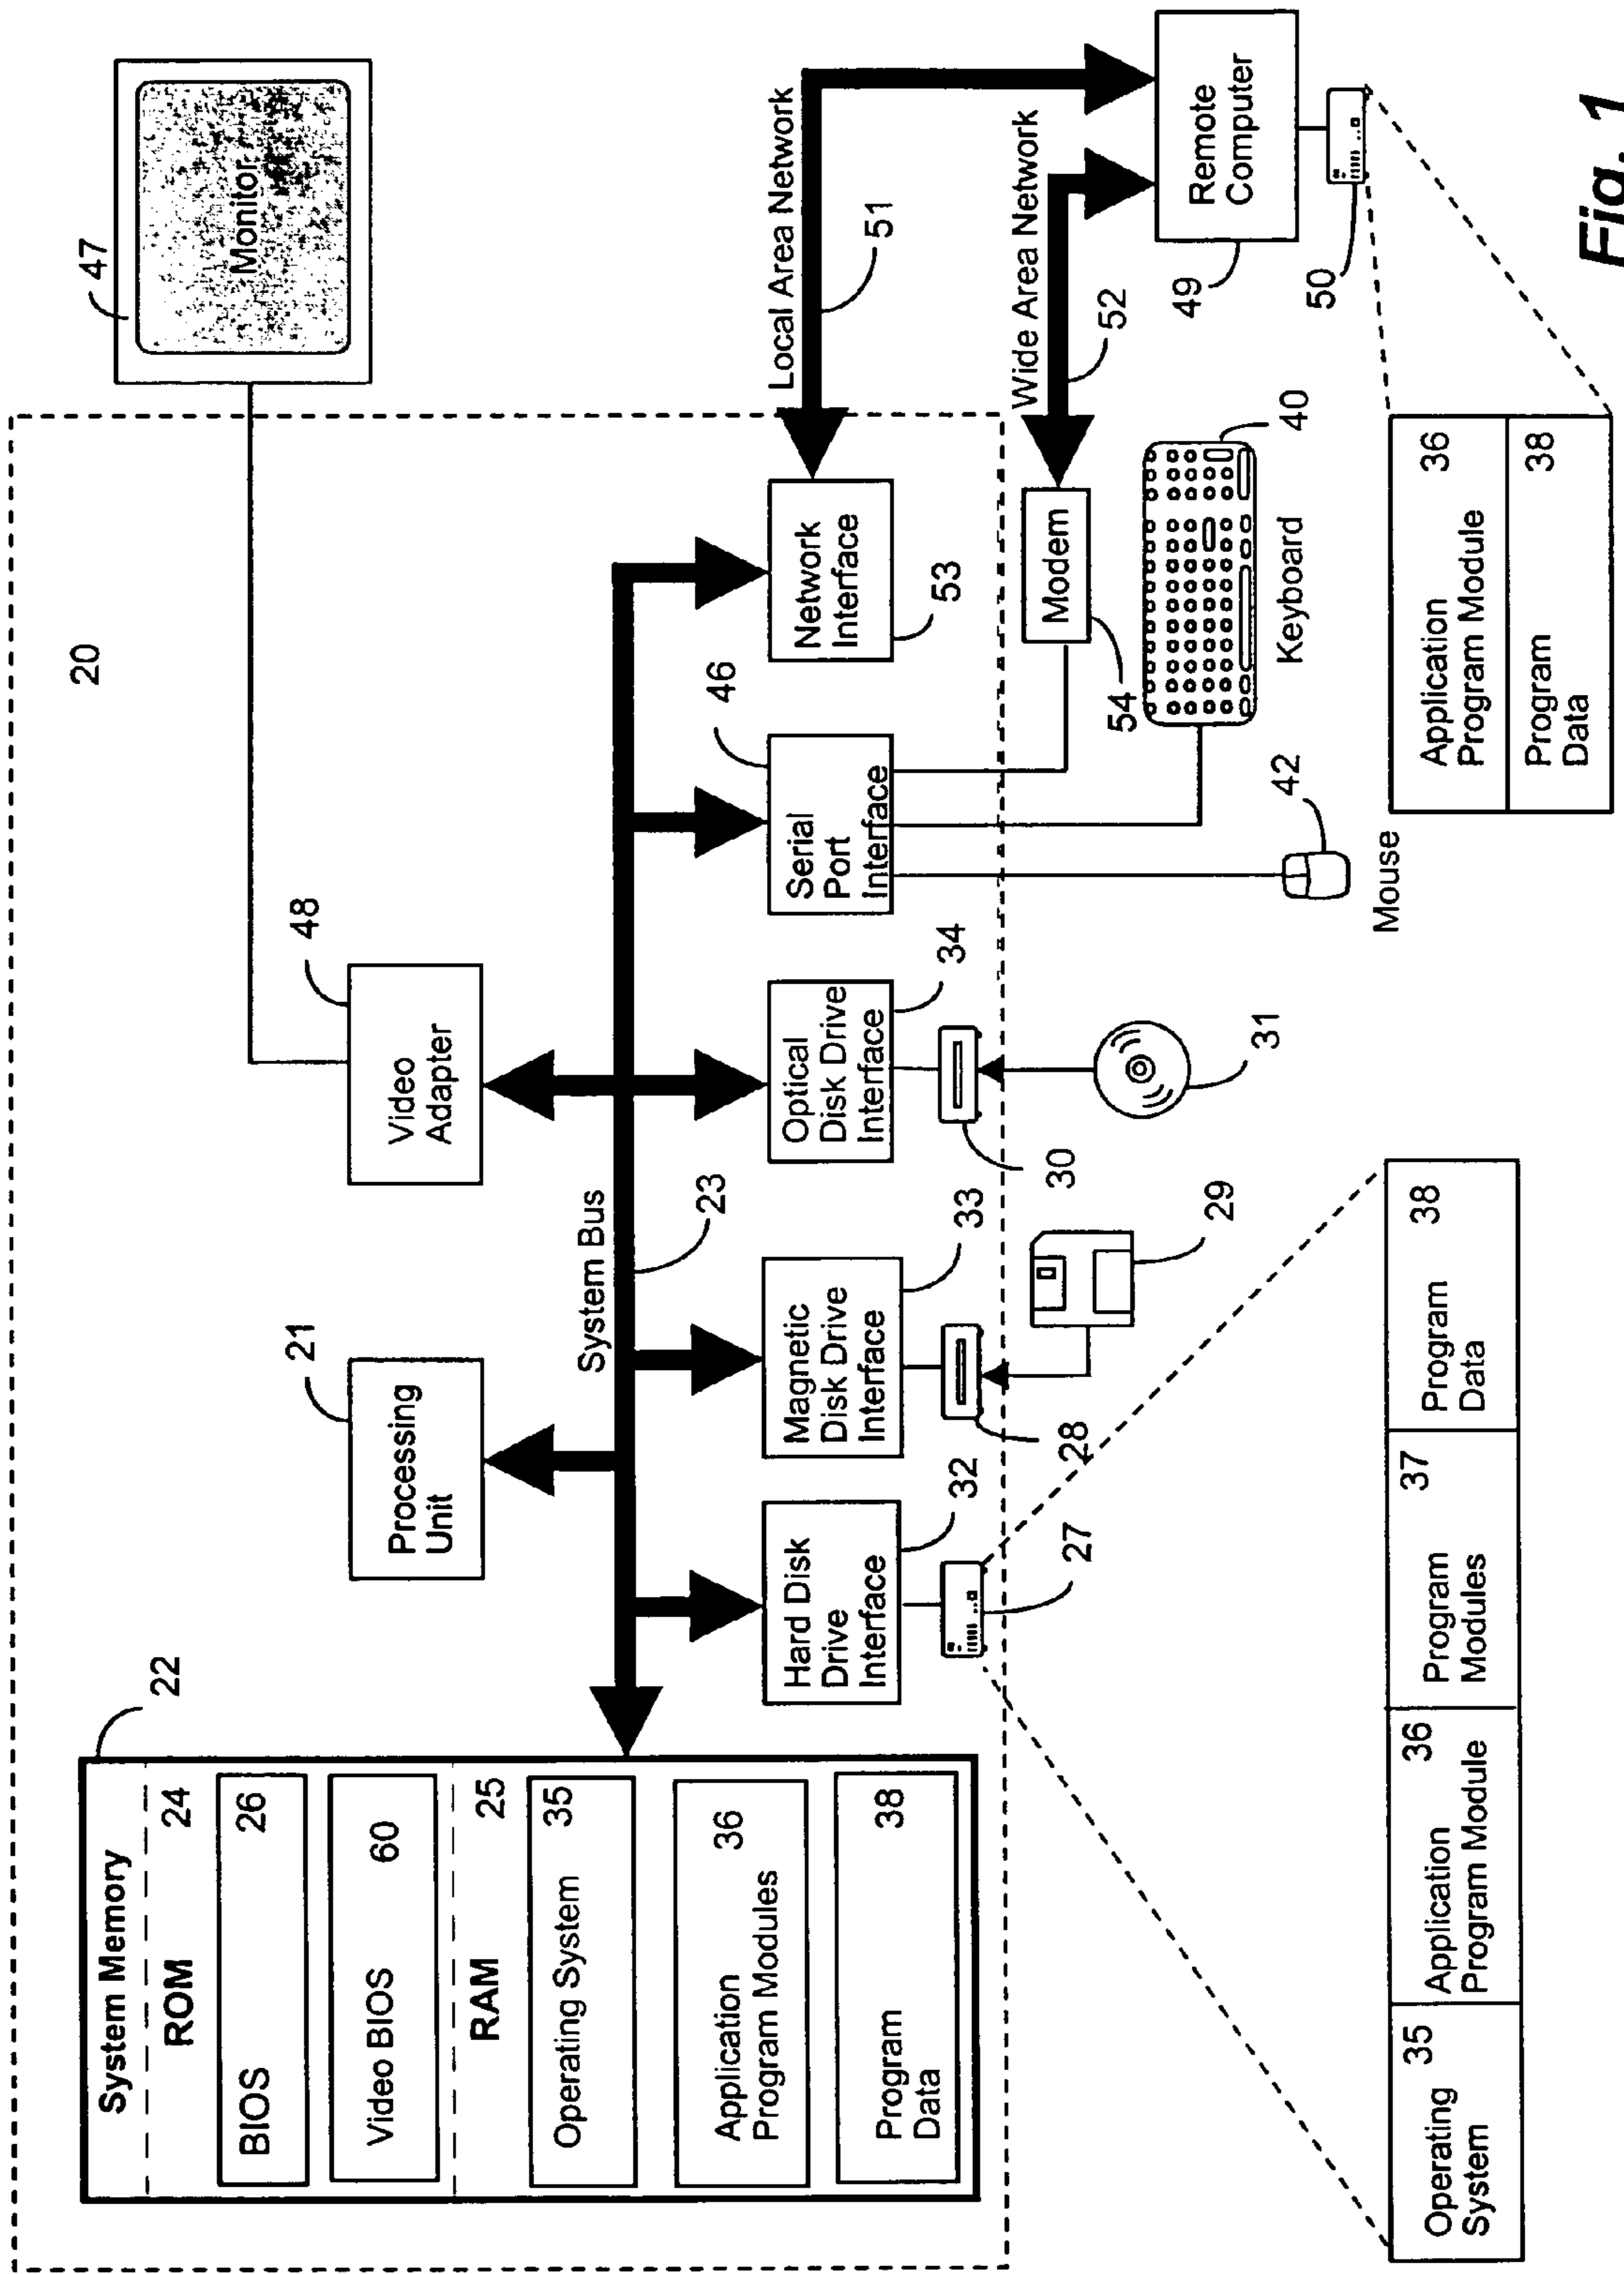 20
47
Monitor
System Memory
ROM 24
BIOS 26
Video BIOS 60
RAM 25
Operating System 35
Application
Program Modules
36
Program
Data
38
22
Processing
Unit
21
Video
Adapter
48
System Bus
23
Hard Disk
Drive
Interface
32
27
Magnetic
Disk Drive
Interface
33
28
29
Optical
Disk Drive
Interface
34
30
31
Serial
Port
Interface
46
Network
Interface
53
Local Area Network
51
Modem
54
Wide Area Network
52
Remote
Computer
49
50
40
Keyboard
42
Mouse
Operating
System
35
Application
Program Module
36
Program
Modules
37
Program
Data
38
Application
Program Module
36
Program
Data
38
Fig. 1